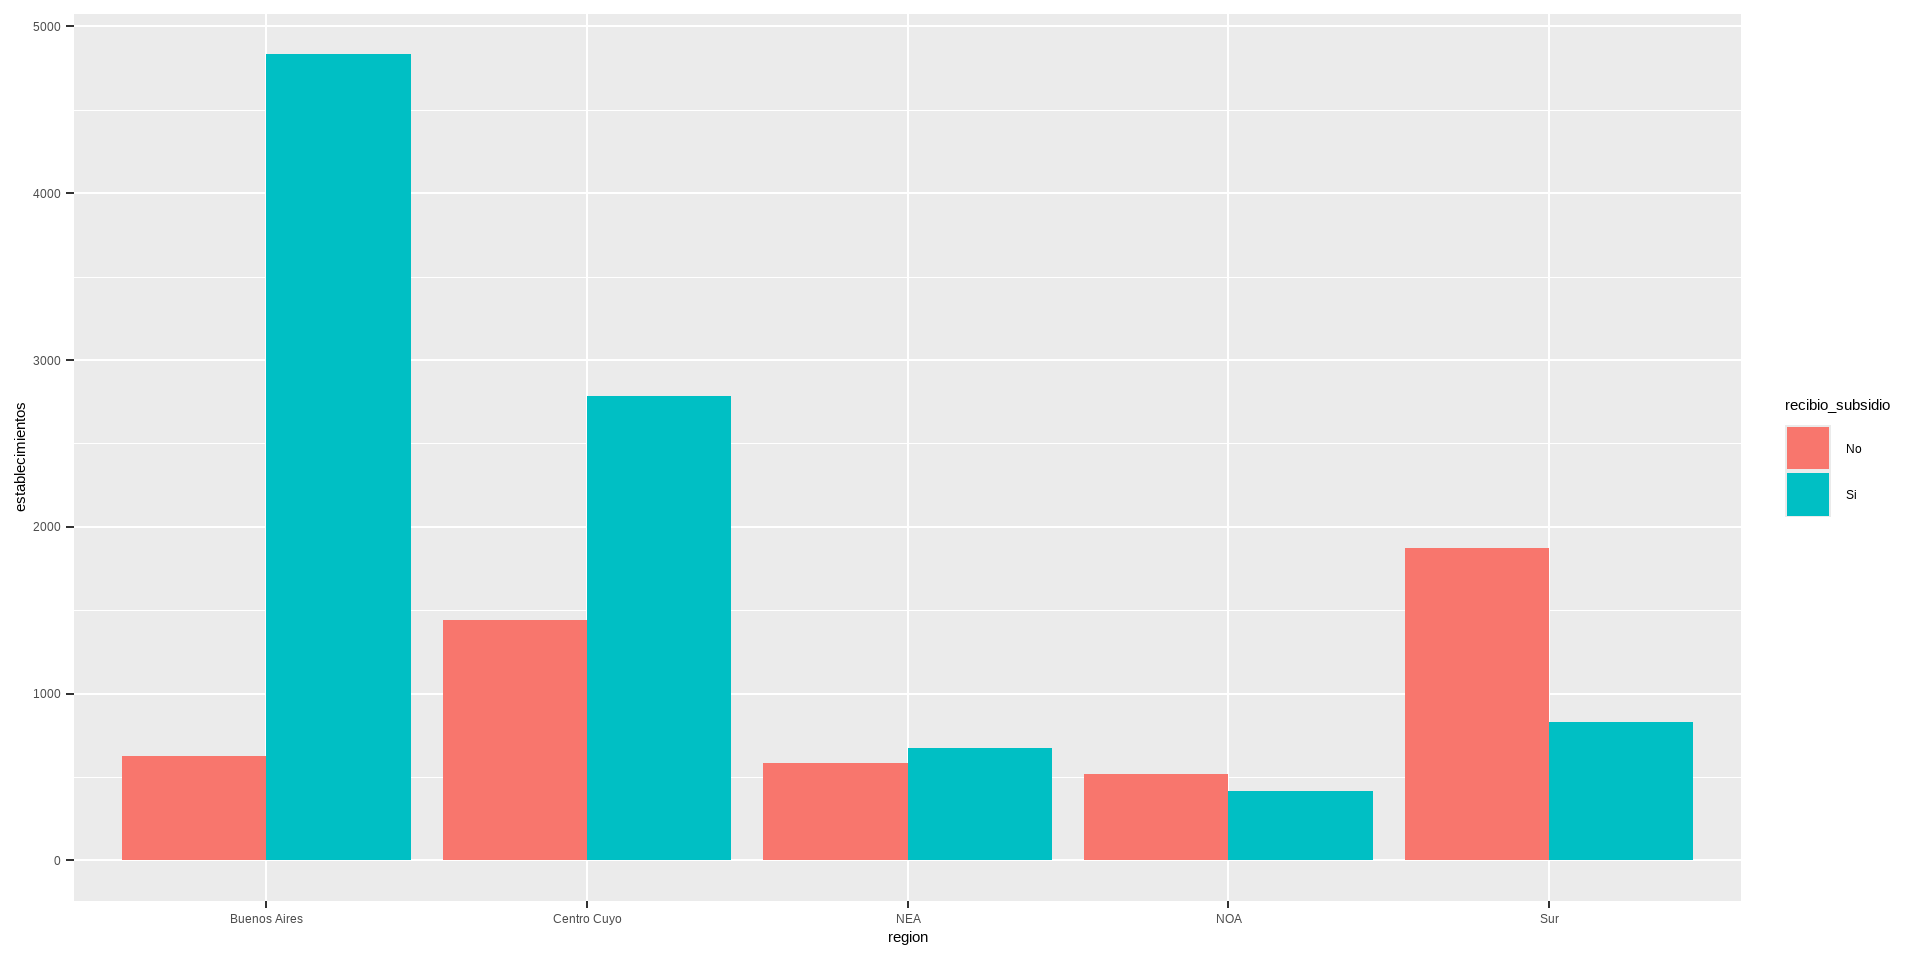 5000
4000
3000
2000
1000
0
establecimientos
Buenos Aires
Centro Cuyo
NEA
NOA
Sur
region
recibio_subsidio
No
Si